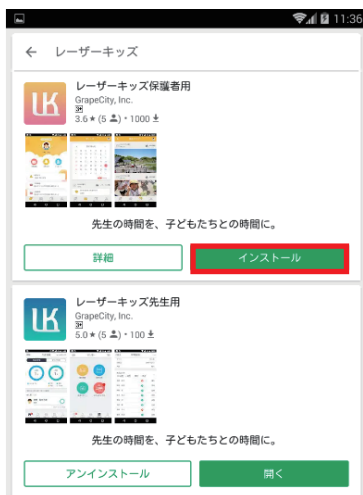 11:36
← レーザーキッズ
レーザーキッズ保護者用
GrapeCity, Inc.
3+
3.6★(5)・1000
先生の時間を、子どもたちとの時間に。
詳細
インストール
レーザーキッズ先生用
GrapeCity, Inc.
3+
5.0★(5)・100
先生の時間を、子どもたちとの時間に。
アンインストール
開く